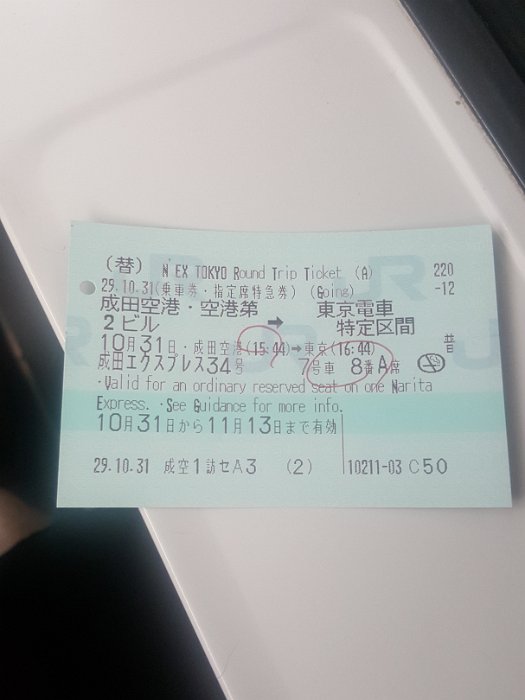 (替) N'EX TOKYO Round Trip Ticket (A) 220
29.10.31(乗車券・指定席特急券) (Going) -12
成田空港・空港第 東京電車
2ビル → 特定区間
10月31日・成田空港(15:44)→東京(16:44)
成田エクスプレス34号 7号車 8番A席
・Valid for an ordinary reserved seat on one Narita
Express. ・See Guidance for more info.
10月31日から11月13日まで有効
29.10.31 成空1訪セA3 (2) 10211-03 C50